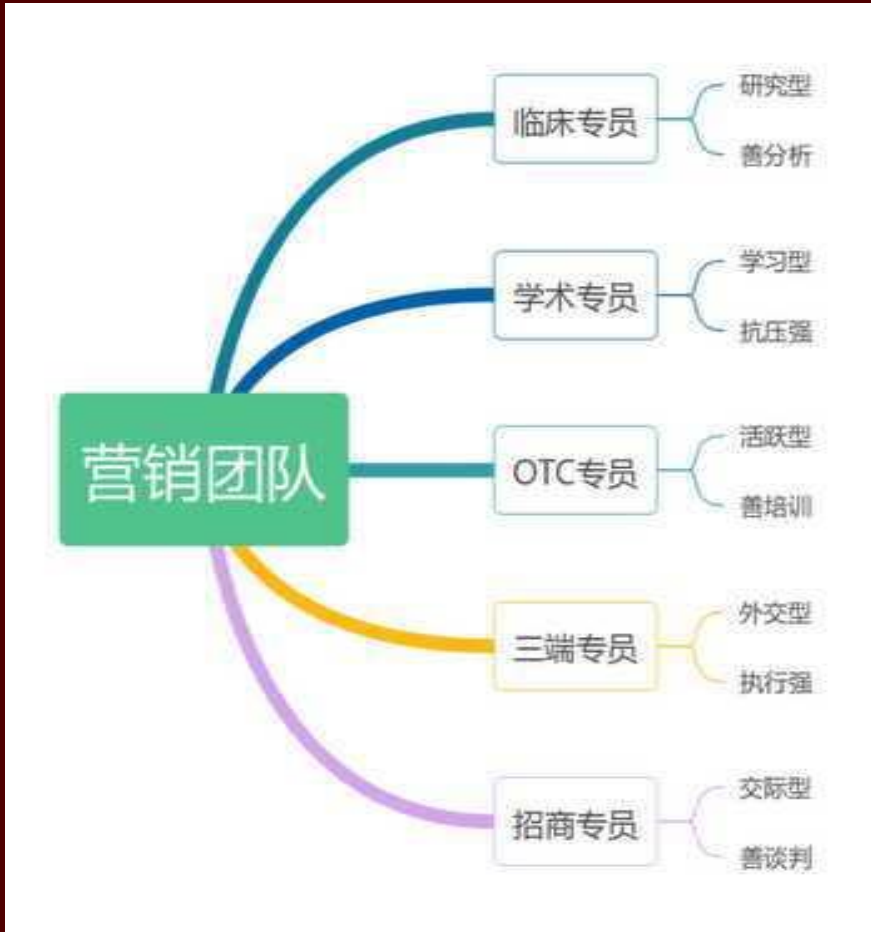 营销团队
临床专员
研究型
善分析
学术专员
学习型
抗压强
OTC专员
活跃型
善培训
三端专员
外交型
执行强
招商专员
交际型
善谈判